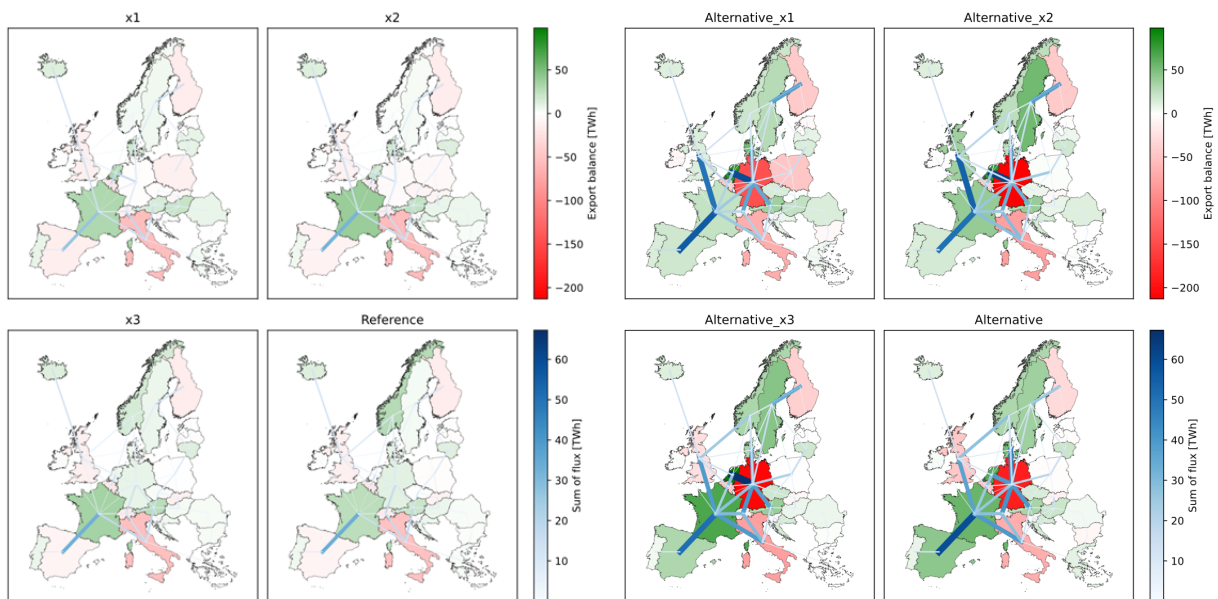 x1
x2
Alternative_x1
Alternative_x2
50
0
−50
−100
−150
−200
Export balance [TWh]
50
0
−50
−100
−150
−200
Export balance [TWh]
x3
Reference
Alternative_x3
Alternative
60
50
40
30
20
10
Sum of flux [TWh]
60
50
40
30
20
10
Sum of flux [TWh]